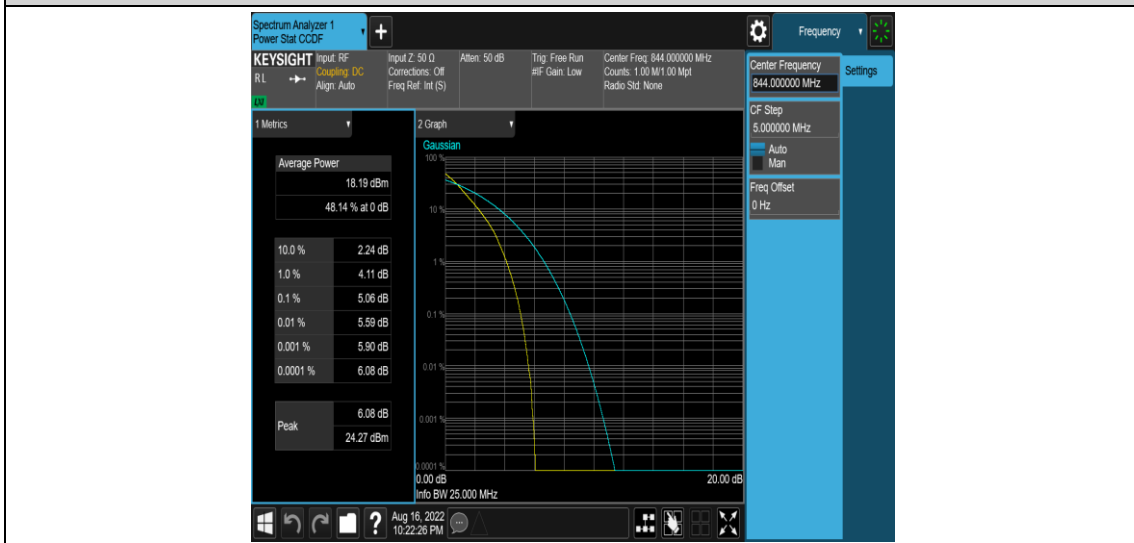 Spectrum Analyzer 1
Power Stat CCDF
+
Frequency
KEYSIGHT
RL
LXI
Input: RF
Coupling: DC
Align: Auto
Input Z: 50 Ω
Corrections: Off
Freq Ref: Int (S)
Atten: 50 dB
Trig: Free Run
#IF Gain: Low
Center Freq: 844.000000 MHz
Counts: 1.00 M/1.00 Mpt
Radio Std: None
Center Frequency
844.000000 MHz
Settings
CF Step
5.000000 MHz
Auto
Man
Freq Offset
0 Hz
1 Metrics
Average Power
18.19 dBm
48.14 % at 0 dB
10.0 % 2.24 dB
1.0 % 4.11 dB
0.1 % 5.06 dB
0.01 % 5.59 dB
0.001 % 5.90 dB
0.0001 % 6.08 dB
Peak
6.08 dB
24.27 dBm
2 Graph
Gaussian
100 %
10 %
1 %
0.1 %
0.01 %
0.001 %
0.0001 %
0.00 dB 20.00 dB
Info BW 25.000 MHz
?
Aug 16, 2022
10:22:26 PM